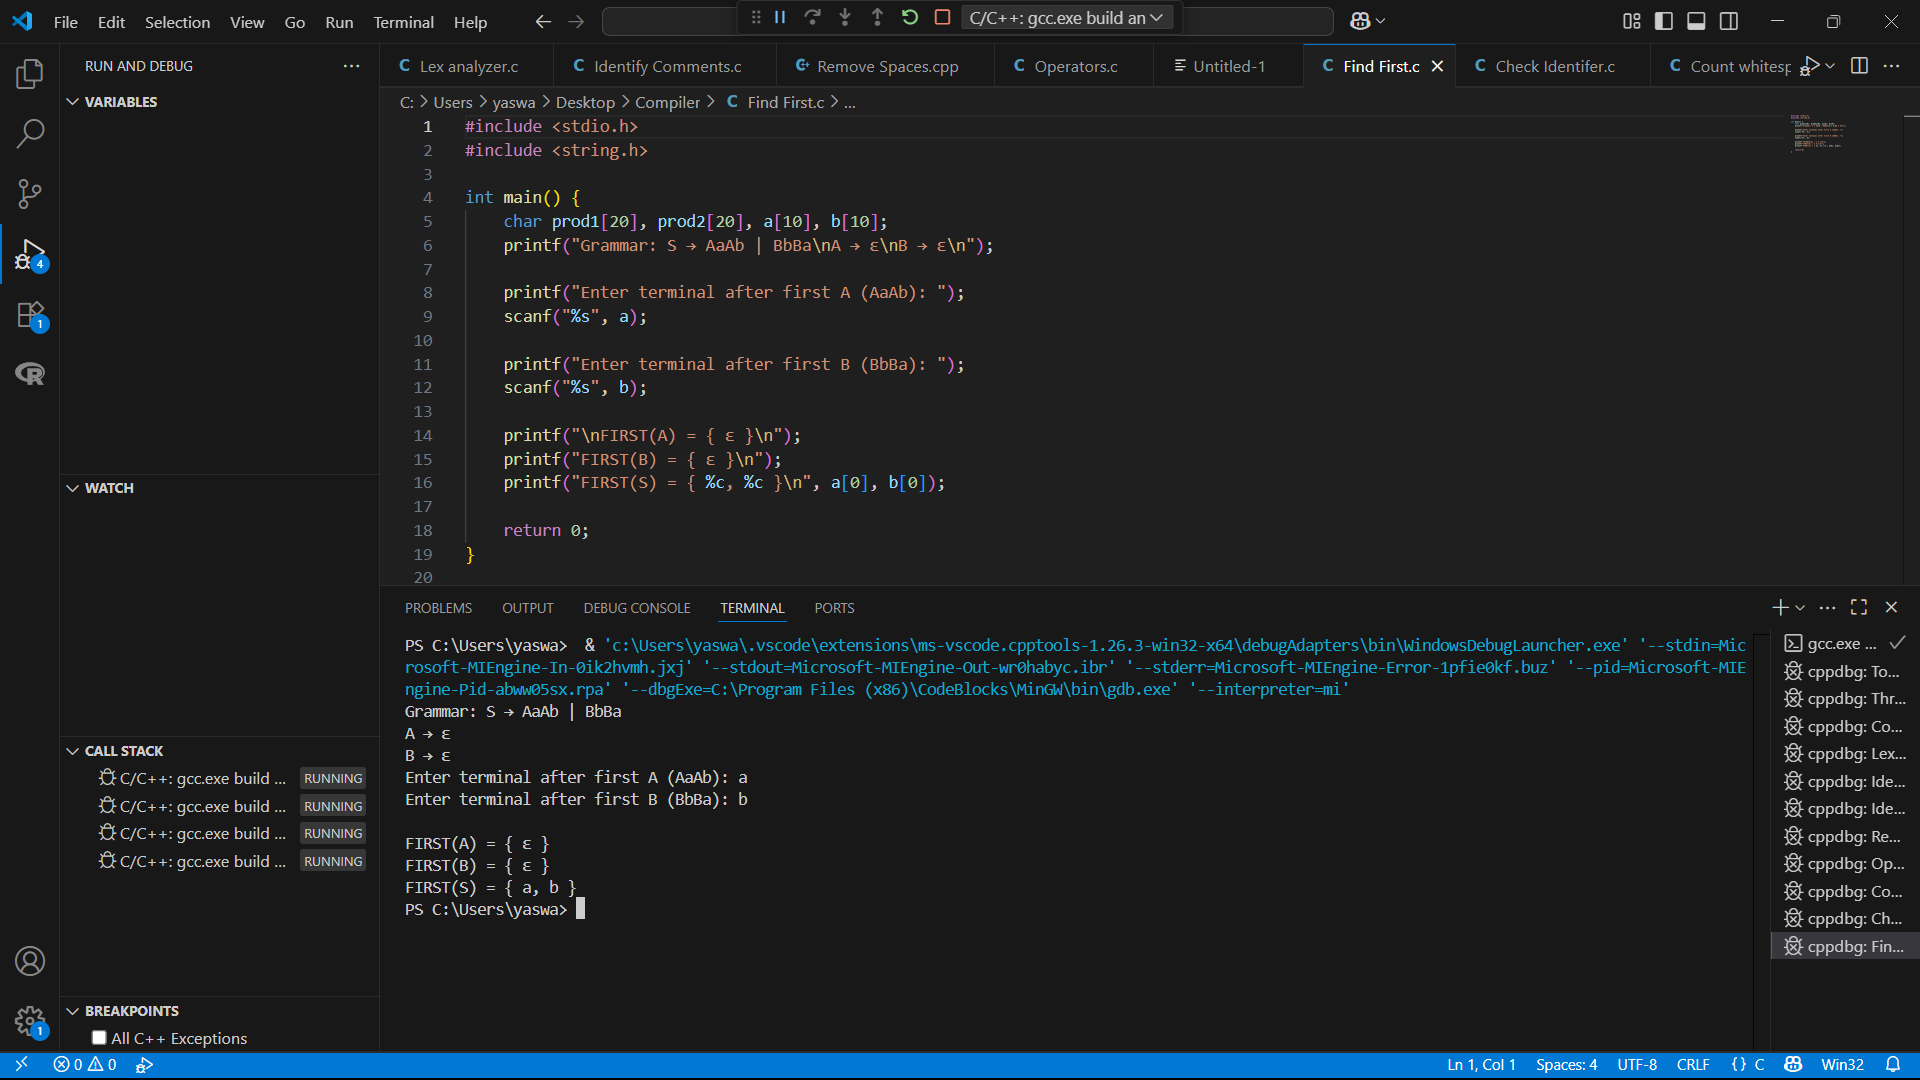 File Edit Selection View Go Run Terminal Help
C/C++: gcc.exe build an
RUN AND DEBUG
Lex analyzer.c Identify Comments.c Remove Spaces.cpp Operators.c Untitled-1 Find First.c Check Identifer.c Count whitesp
VARIABLES
C: > Users > yaswa > Desktop > Compiler > C Find First.c > ...
1 #include <stdio.h>
2 #include <string.h>
3
4 int main() {
5 char prod1[20], prod2[20], a[10], b[10];
6 printf("Grammar: S → AaAb | BbBa\nA → ε\nB → ε\n");
7
8 printf("Enter terminal after first A (AaAb): ");
9 scanf("%s", a);
10
11 printf("Enter terminal after first B (BbBa): ");
12 scanf("%s", b);
13
14 printf("\nFIRST(A) = { ε }\n");
15 printf("FIRST(B) = { ε }\n");
16 printf("FIRST(S) = { %c, %c }\n", a[0], b[0]);
17
18 return 0;
19 }
20
WATCH
CALL STACK
C/C++: gcc.exe build ... RUNNING
C/C++: gcc.exe build ... RUNNING
C/C++: gcc.exe build ... RUNNING
C/C++: gcc.exe build ... RUNNING
BREAKPOINTS
All C++ Exceptions
4
1
1
PROBLEMS OUTPUT DEBUG CONSOLE TERMINAL PORTS
PS C:\Users\yaswa> & 'c:\Users\yaswa\.vscode\extensions\ms-vscode.cpptools-1.26.3-win32-x64\debugAdapters\bin\WindowsDebugLauncher.exe' '--stdin=Mic
rosoft-MIEngine-In-0ik2hvmh.jxj' '--stdout=Microsoft-MIEngine-Out-wr0habyc.ibr' '--stderr=Microsoft-MIEngine-Error-1pfie0kf.buz' '--pid=Microsoft-MIE
ngine-Pid-abww05sx.rpa' '--dbgExe=C:\Program Files (x86)\CodeBlocks\MinGW\bin\gdb.exe' '--interpreter=mi'
Grammar: S → AaAb | BbBa
A → ε
B → ε
Enter terminal after first A (AaAb): a
Enter terminal after first B (BbBa): b
FIRST(A) = { ε }
FIRST(B) = { ε }
FIRST(S) = { a, b }
PS C:\Users\yaswa>
gcc.exe ...
cppdbg: To...
cppdbg: Thr...
cppdbg: Co...
cppdbg: Lex...
cppdbg: Ide...
cppdbg: Ide...
cppdbg: Re...
cppdbg: Op...
cppdbg: Co...
cppdbg: Ch...
cppdbg: Fin...
0 0 Ln 1, Col 1 Spaces: 4 UTF-8 CRLF {} C Win32